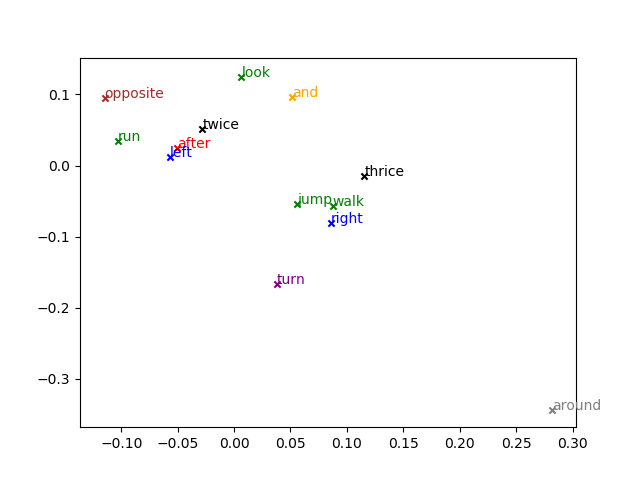 look
opposite
and
0.1
twice
run
after
left
0.0
thrice
jump
walk
right
−0.1
turn
−0.2
−0.3
around
−0.10 −0.05 0.00 0.05 0.10 0.15 0.20 0.25 0.30